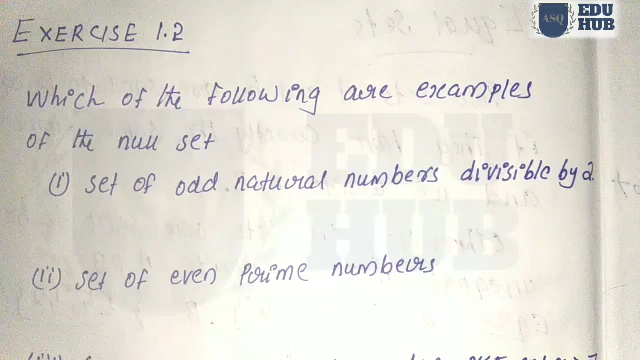 ASQ EDU HUB
EXERCISE 1.2
Which of the following are examples
of the null set
(i) set of odd natural numbers divisible by 2.
(ii) set of even prime numbers